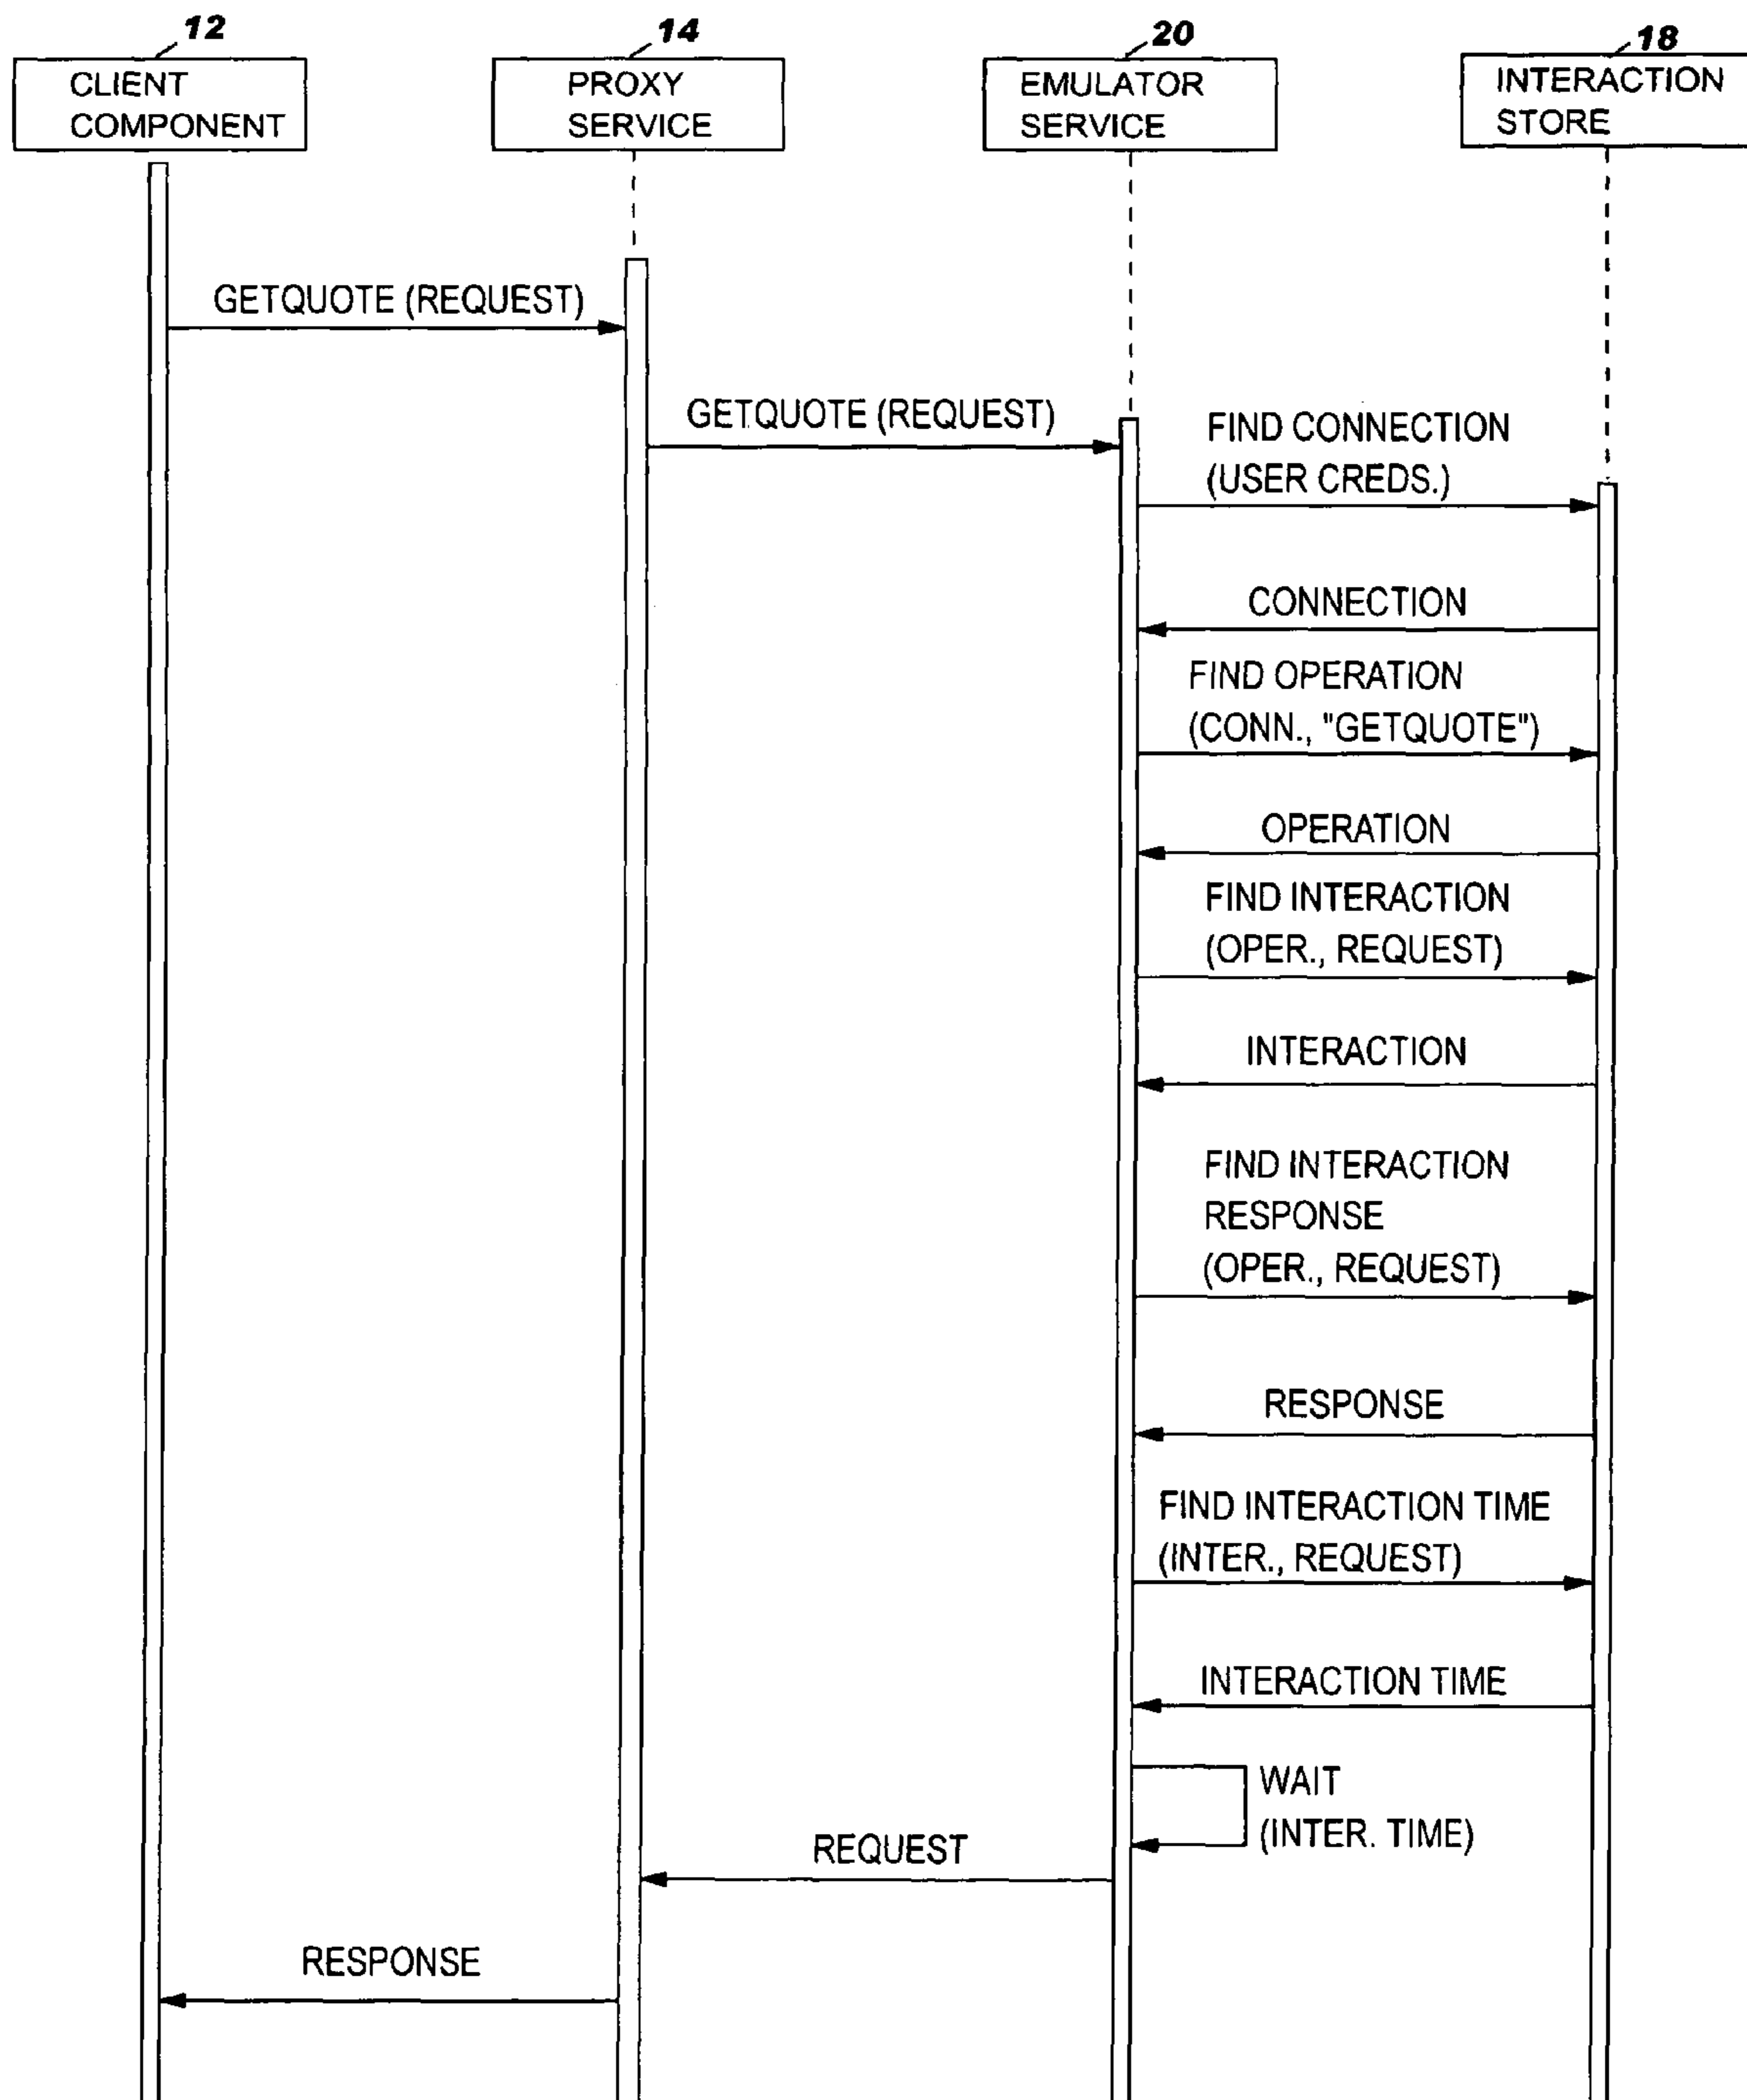 12
14
20
18
CLIENT
COMPONENT
PROXY
SERVICE
EMULATOR
SERVICE
INTERACTION
STORE
GETQUOTE (REQUEST)
GETQUOTE (REQUEST)
FIND CONNECTION
(USER CREDS.)
CONNECTION
FIND OPERATION
(CONN., "GETQUOTE")
OPERATION
FIND INTERACTION
(OPER., REQUEST)
INTERACTION
FIND INTERACTION
RESPONSE
(OPER., REQUEST)
RESPONSE
FIND INTERACTION TIME
(INTER., REQUEST)
INTERACTION TIME
WAIT
(INTER. TIME)
REQUEST
RESPONSE